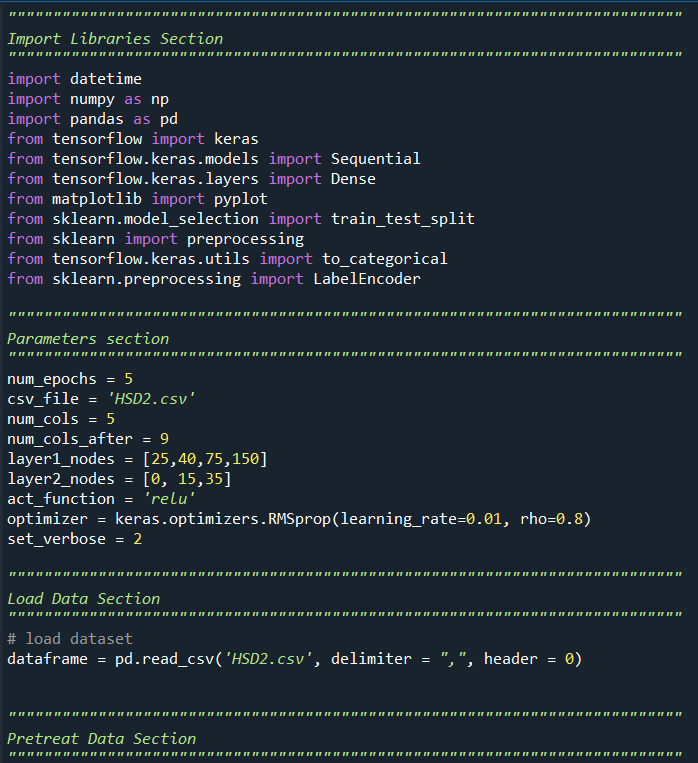 """""""""""""""""""""""""""""""""""""""""""""""""""""""""""""""""""""""""""
Import Libraries Section
"""""""""""""""""""""""""""""""""""""""""""""""""""""""""""""""""""""""""""
import datetime
import numpy as np
import pandas as pd
from tensorflow import keras
from tensorflow.keras.models import Sequential
from tensorflow.keras.layers import Dense
from matplotlib import pyplot
from sklearn.model_selection import train_test_split
from sklearn import preprocessing
from tensorflow.keras.utils import to_categorical
from sklearn.preprocessing import LabelEncoder
"""""""""""""""""""""""""""""""""""""""""""""""""""""""""""""""""""""""""""
Parameters section
"""""""""""""""""""""""""""""""""""""""""""""""""""""""""""""""""""""""""""
num_epochs = 5
csv_file = 'HSD2.csv'
num_cols = 5
num_cols_after = 9
layer1_nodes = [25,40,75,150]
layer2_nodes = [0, 15,35]
act_function = 'relu'
optimizer = keras.optimizers.RMSprop(learning_rate=0.01, rho=0.8)
set_verbose = 2
"""""""""""""""""""""""""""""""""""""""""""""""""""""""""""""""""""""""""""
Load Data Section
"""""""""""""""""""""""""""""""""""""""""""""""""""""""""""""""""""""""""""
# load dataset
dataframe = pd.read_csv('HSD2.csv', delimiter = ",", header = 0)
"""""""""""""""""""""""""""""""""""""""""""""""""""""""""""""""""""""""""""
Pretreat Data Section
"""""""""""""""""""""""""""""""""""""""""""""""""""""""""""""""""""""""""""